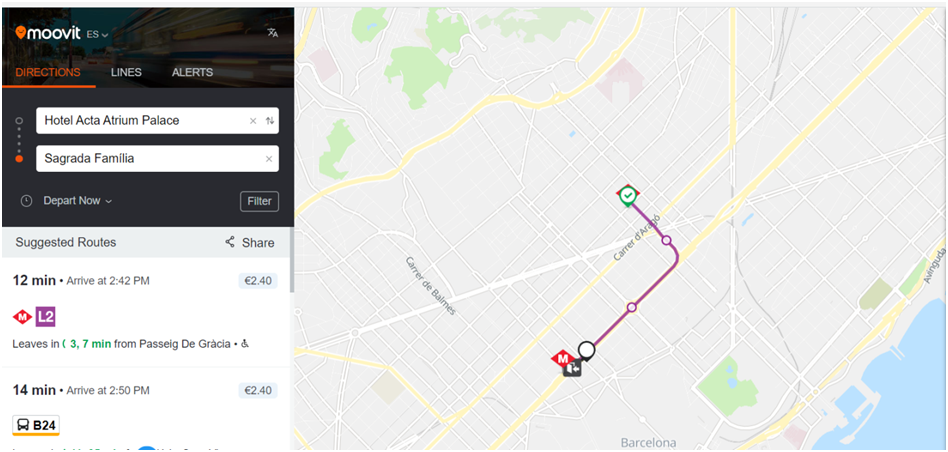 moovit ES
DIRECTIONS LINES ALERTS
Hotel Acta Atrium Palace
Sagrada Família
Depart Now
Filter
Suggested Routes
Share
12 min • Arrive at 2:42 PM
€2.40
M L2
Leaves in 3, 7 min from Passeig De Gràcia •
14 min • Arrive at 2:50 PM
€2.40
B24
Carrer d'Aragó
Carrer de Balmes
Avinguda
M
Barcelona